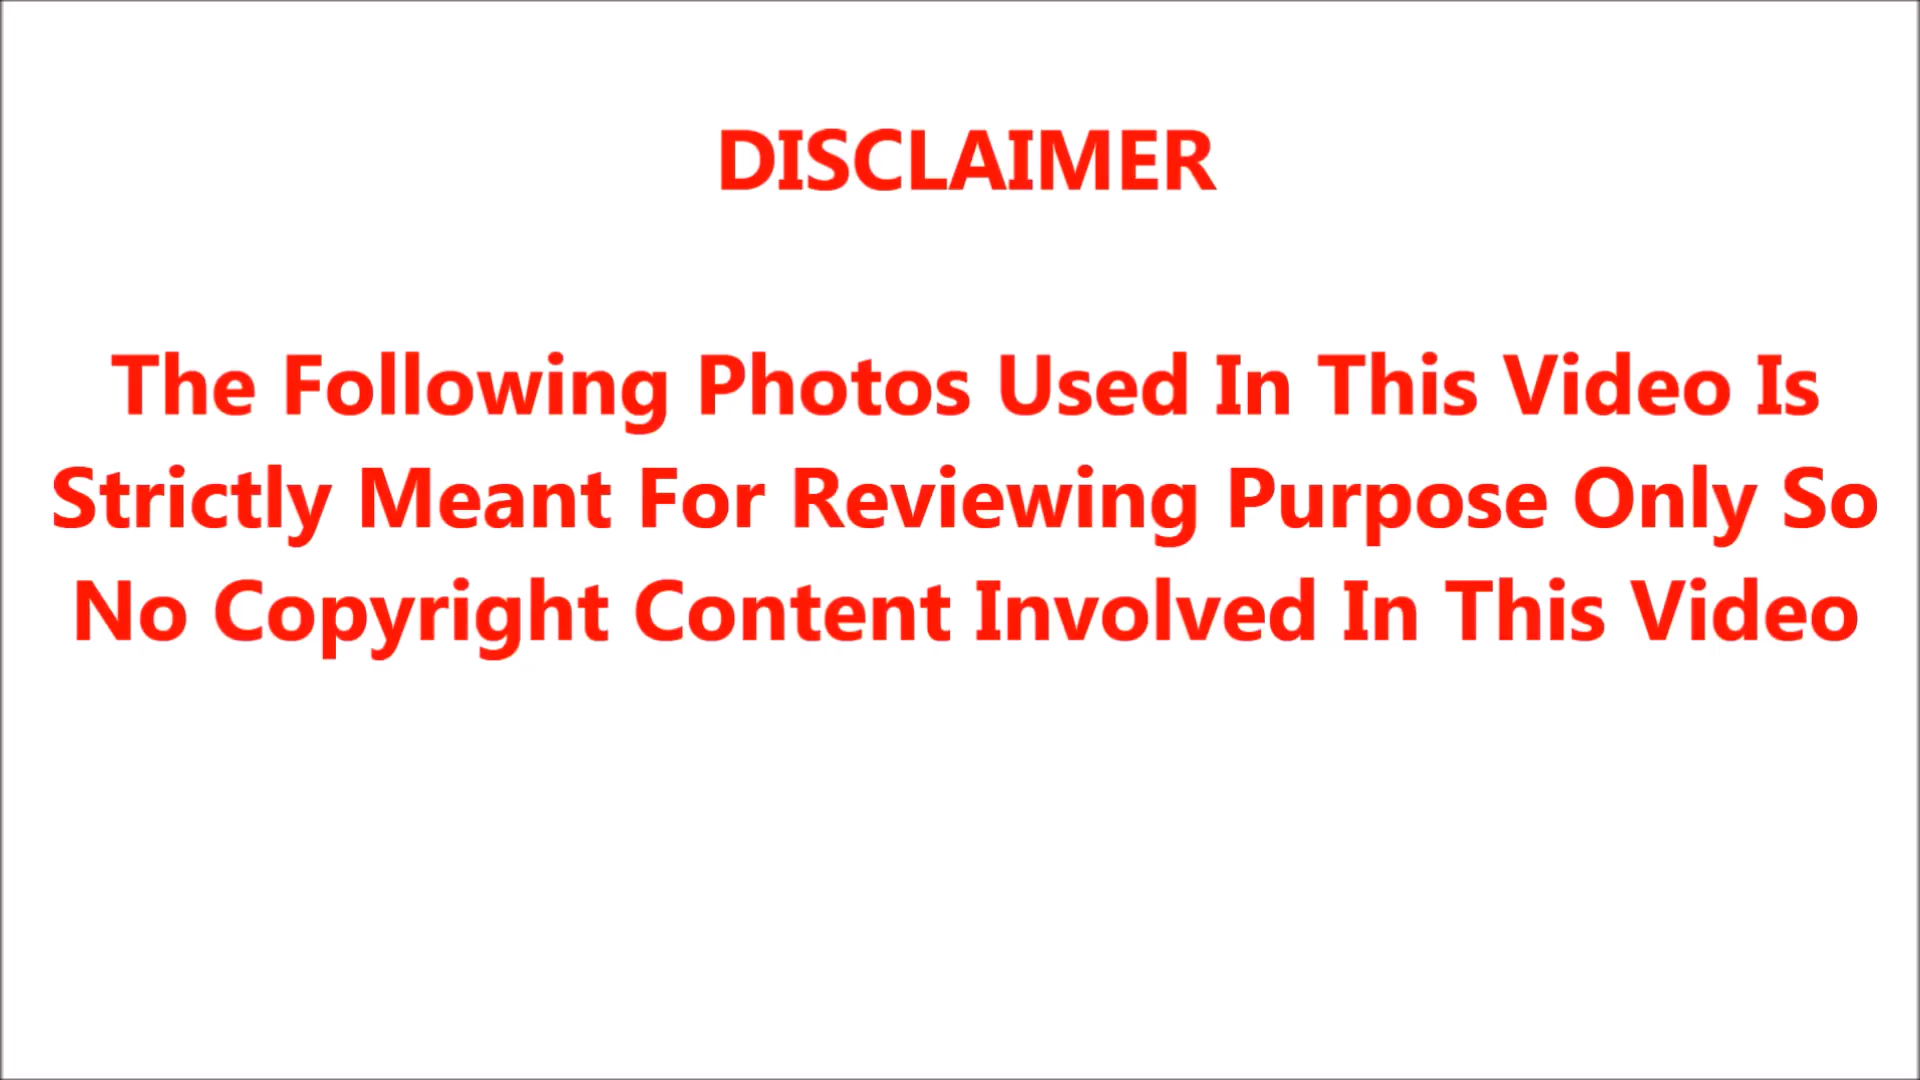 DISCLAIMER
The Following Photos Used In This Video Is
Strictly Meant For Reviewing Purpose Only So
No Copyright Content Involved In This Video